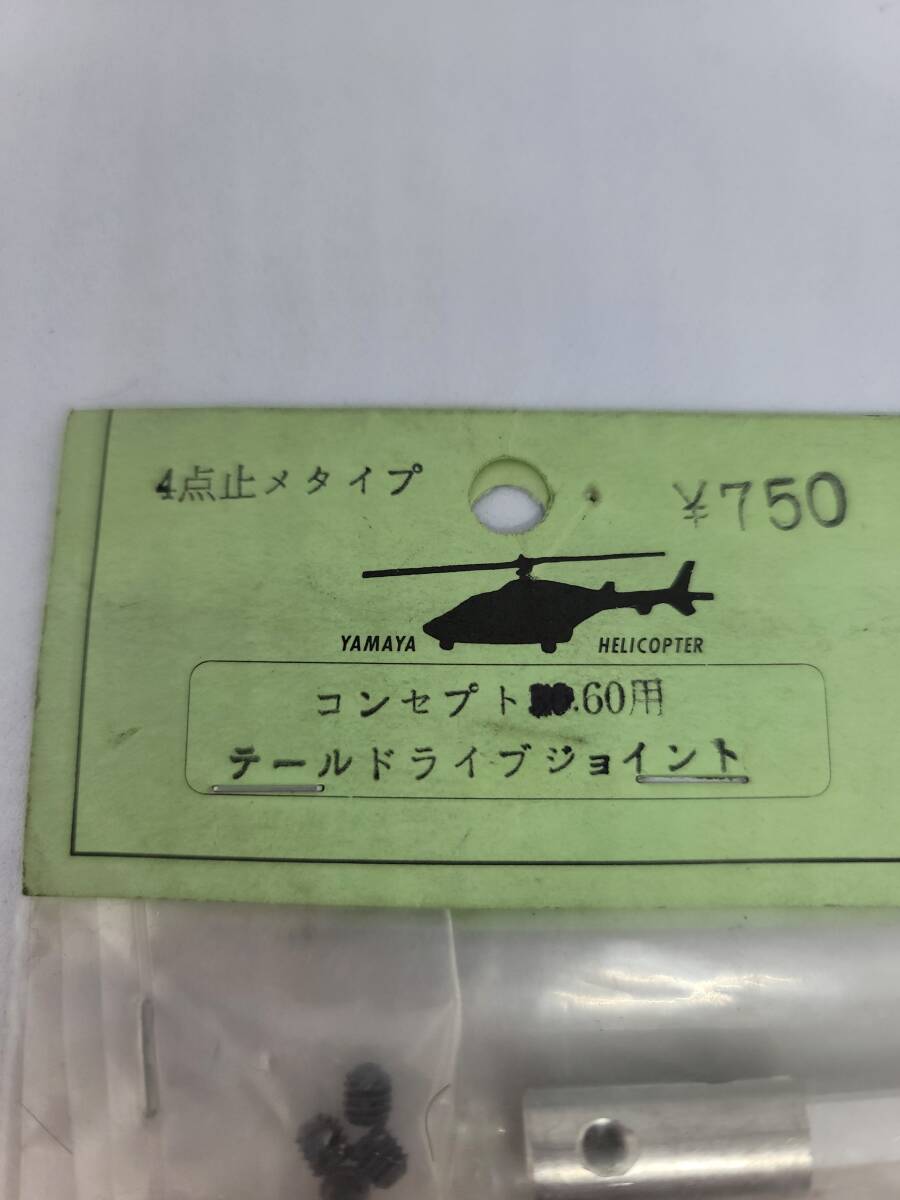 4点止メタイプ
¥750
YAMAYA HELICOPTER
コンセプト .60用
テールドライブジョイント